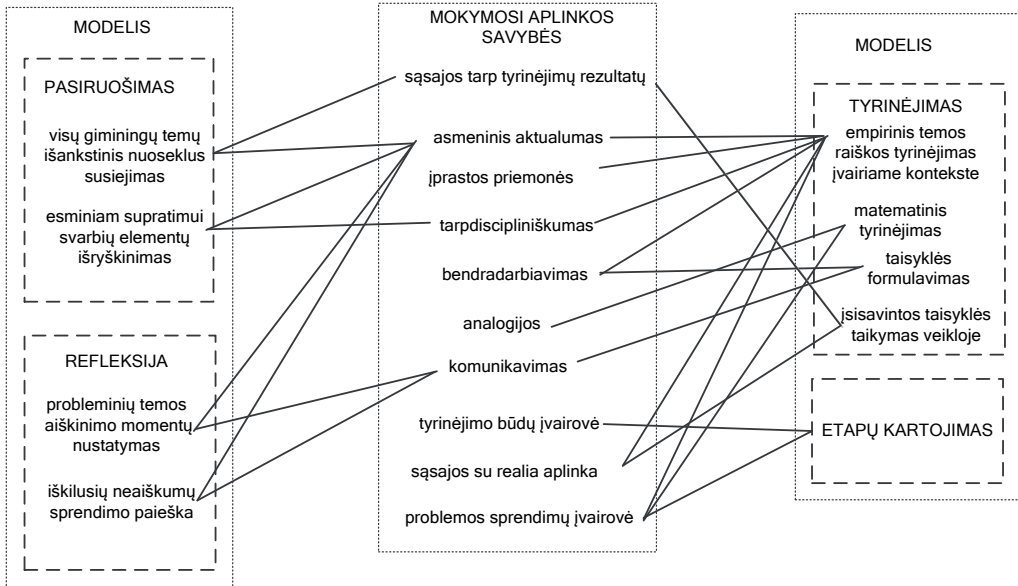 MODELIS
PASIRUOŠIMAS
visų giminingų temų
išankstinis nuoseklus
susiejimas
esminiam supratimui
svarbių elementų
išryškinimas
REFLEKSIJA
probleminių temos
aiškinimo momentų
nustatymas
iškilusių neaiškumų
sprendimo paieška
MOKYMOSI APLINKOS
SAVYBĖS
sąsajos tarp tyrinėjimų rezultatų
asmeninis aktualumas
įprastos priemonės
tarpdiscipliniškumas
bendradarbiavimas
analogijos
komunikavimas
tyrinėjimo būdų įvairovė
sąsajos su realia aplinka
problemos sprendimų įvairovė
MODELIS
TYRINĖJIMAS
empirinis temos
raiškos tyrinėjimas
įvairiame kontekste
matematinis
tyrinėjimas
taisyklės
formulavimas
įsisavintos taisyklės
taikymas veikloje
ETAPŲ KARTOJIMAS